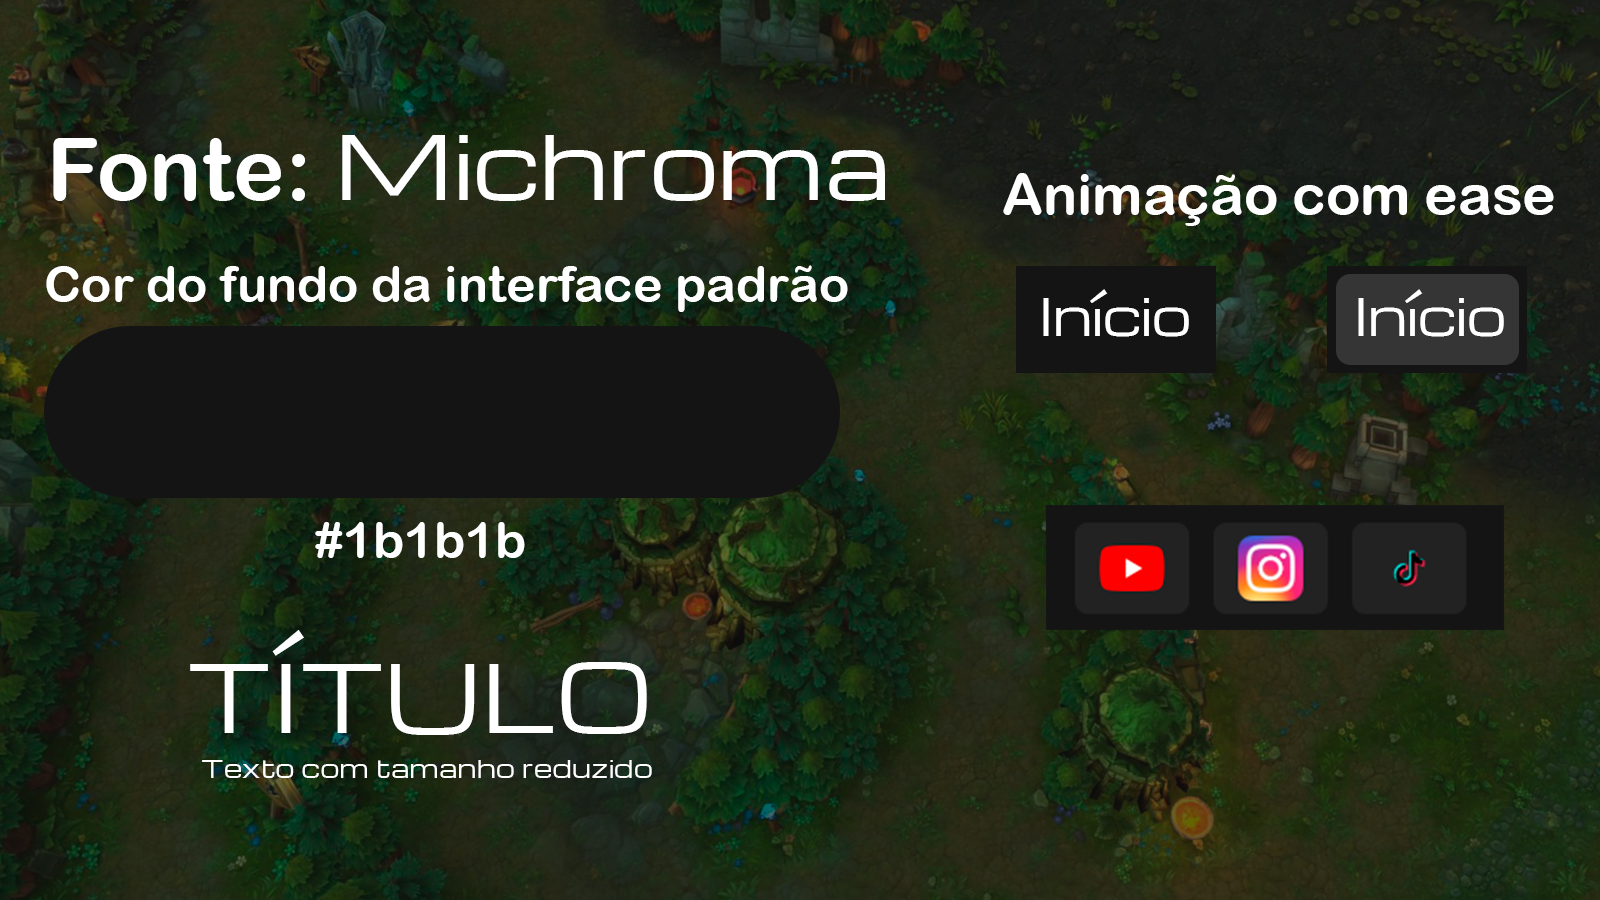 Fonte: Michroma
Cor do fundo da interface padrão
#1b1b1b
TÍTULO
Texto com tamanho reduzido
Animação com ease
Início
Início